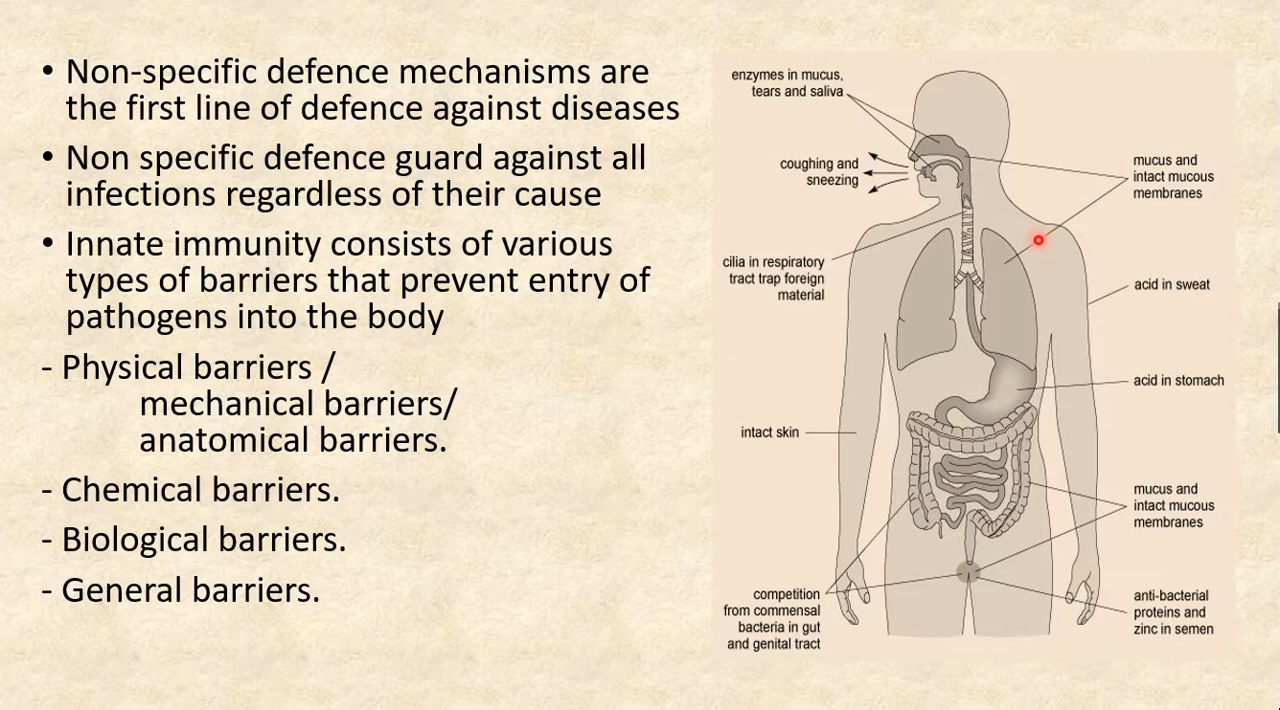 • Non-specific defence mechanisms are
the first line of defence against diseases
• Non specific defence guard against all
infections regardless of their cause
• Innate immunity consists of various
types of barriers that prevent entry of
pathogens into the body
- Physical barriers /
mechanical barriers/
anatomical barriers.
- Chemical barriers.
- Biological barriers.
- General barriers.
enzymes in mucus,
tears and saliva
coughing and
sneezing
cilia in respiratory
tract trap foreign
material
intact skin
competition
from commensal
bacteria in gut
and genital tract
mucus and
intact mucous
membranes
acid in sweat
acid in stomach
mucus and
intact mucous
membranes
anti-bacterial
proteins and
zinc in semen